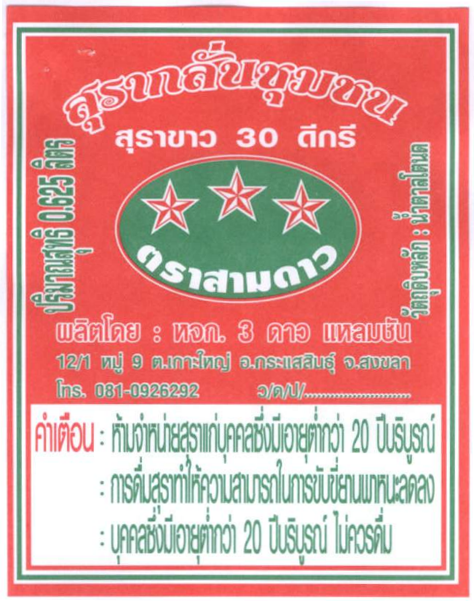 สุรากลั่นชุมชน
สุราขาว 30 ดีกรี
ปริมาณสุทธิ 0.625 ลิตร
วัตถุดิบหลัก : น้ำตาลโตนด
ตราสามดาว
ผลิตโดย : หจก. 3 ดาว แหลมชัน
12/1 หมู่ 9 ต.เกาะใหญ่ อ.กระแสสินธุ์ จ.สงขลา
โทร. 081-0926292 ว/ด/ป/........................
คำเตือน : ห้ามจำหน่ายสุราแก่บุคคลซึ่งมีอายุต่ำกว่า 20 ปีบริบูรณ์
: การดื่มสุราทำให้ความสามารถในการขับขี่ยานพาหนะลดลง
: บุคคลซึ่งมีอายุต่ำกว่า 20 ปีบริบูรณ์ ไม่ควรดื่ม